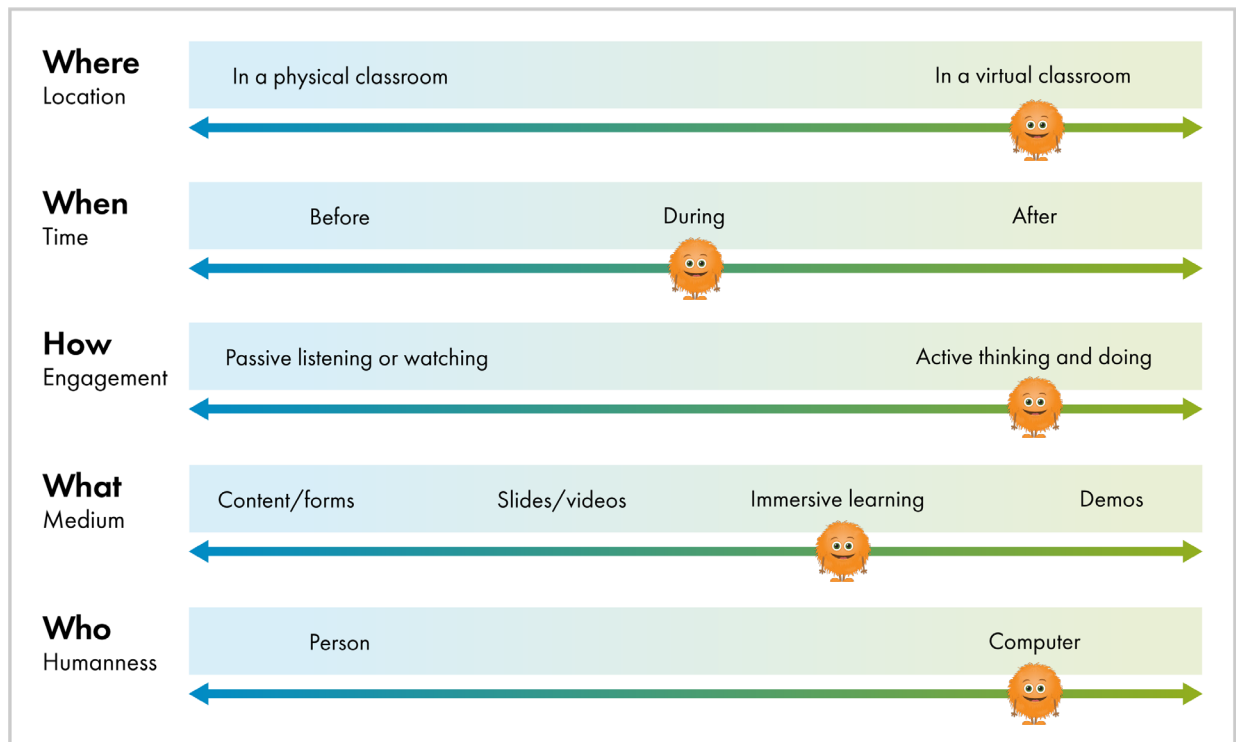 Where
Location
In a physical classroom
In a virtual classroom
When
Time
Before
During
After
How
Engagement
Passive listening or watching
Active thinking and doing
What
Medium
Content/forms
Slides/videos
Immersive learning
Demos
Who
Humanness
Person
Computer